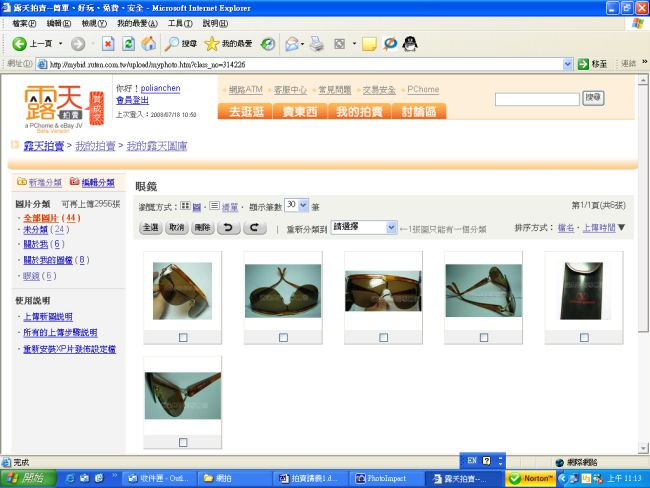 露天拍賣--簡單、好玩、免費、安全 - Microsoft Internet Explorer
檔案(F) 編輯(E) 檢視(V) 我的最愛(A) 工具(T) 說明(H)
上一頁 搜尋 我的最愛
網址(D) http://mybid.ruten.com.tw/upload/myphoto.htm?class_no=314226 移至 連結 »
露天拍賣 贊成文
a PChome & eBay JV
Beta Version
你好！polianchen
會員登出
上次登入：2008/07/18 10:50
露天ATM 客服中心 常見問題 交易安全 PChome
搜尋
去逛逛 賣東西 我的拍賣 討論區
露天拍賣 > 我的拍賣 > 我的露天圖庫
新增分類 編輯分類
圖片分類 可再上傳2956張
全部圖片 (44)
未分類 (24)
關於我 (6)
關於我的圖檔 (8)
眼鏡 (6)
使用說明
上傳新圖說明
所有的上傳步驟說明
重新安裝XP片發佈設定檔
眼鏡
瀏覽方式： 圖 . 清單 . 顯示筆數 30 筆 第1/1頁(共6張)
全選 取消 刪除 | 重新分類到 請選擇 ←1張圖只能有一個分類 排序方式： 檔名 . 上傳時間▼
完成 網際網路
EN ?
開始 » 收件匣 - Outl... 網拍 拍賣講義1.d... PhotoImpact 露天拍賣--... Norton™ 上午 11:13